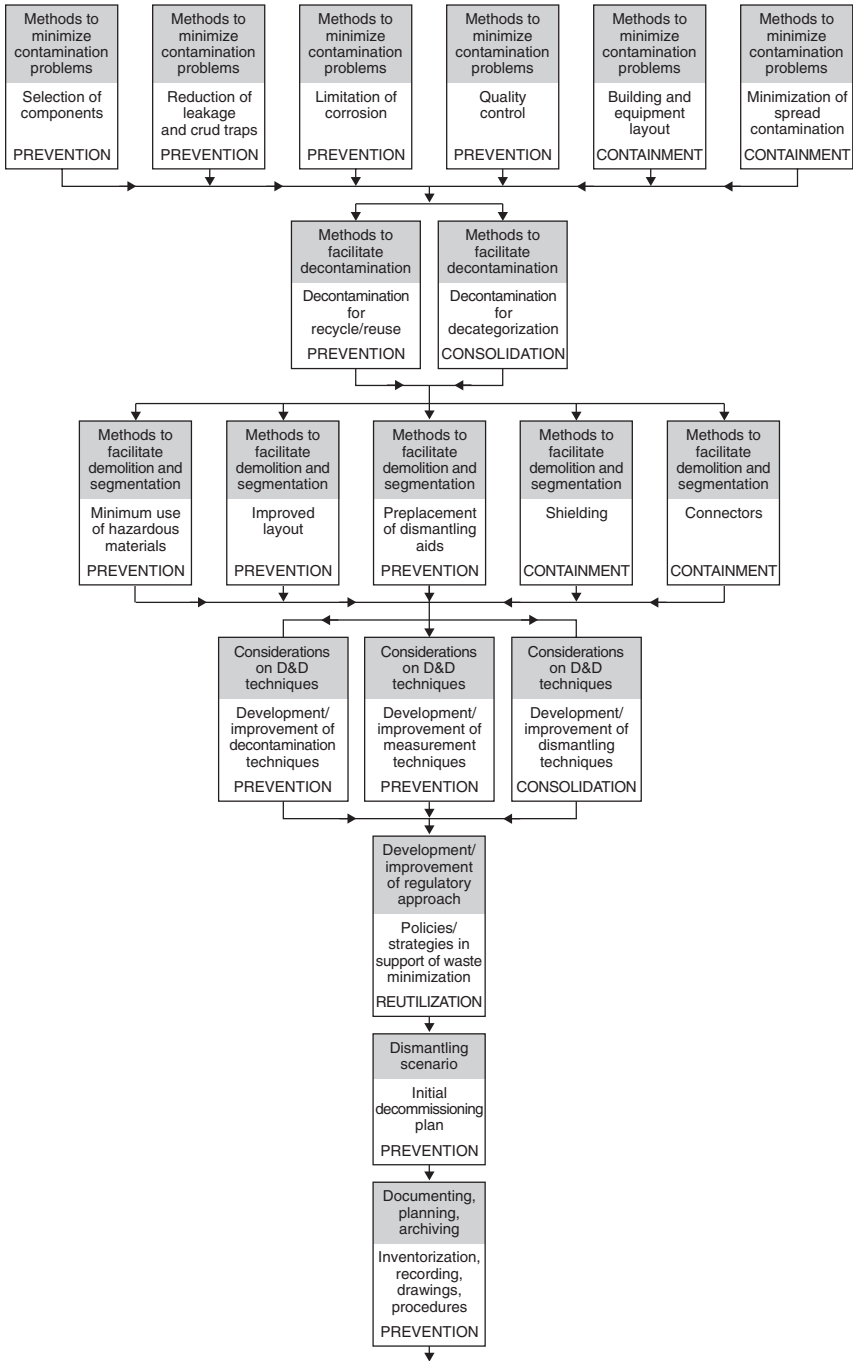 Methods to
minimize
contamination
problems
Selection of
components
PREVENTION
Methods to
minimize
contamination
problems
Reduction of
leakage
and crud traps
PREVENTION
Methods to
minimize
contamination
problems
Limitation of
corrosion
PREVENTION
Methods to
minimize
contamination
problems
Quality
control
PREVENTION
Methods to
minimize
contamination
problems
Building and
equipment
layout
CONTAINMENT
Methods to
minimize
contamination
problems
Minimization of
spread
contamination
CONTAINMENT
Methods to
facilitate
decontamination
Decontamination
for
recycle/reuse
PREVENTION
Methods to
facilitate
decontamination
Decontamination
for
decategorization
CONSOLIDATION
Methods to
facilitate
demolition and
segmentation
Minimum use
of hazardous
materials
PREVENTION
Methods to
facilitate
demolition and
segmentation
Improved
layout
PREVENTION
Methods to
facilitate
demolition and
segmentation
Preplacement
of dismantling
aids
PREVENTION
Methods to
facilitate
demolition and
segmentation
Shielding
CONTAINMENT
Methods to
facilitate
demolition and
segmentation
Connectors
CONTAINMENT
Considerations
on D&D
techniques
Development/
improvement of
decontamination
techniques
PREVENTION
Considerations
on D&D
techniques
Development/
improvement of
measurement
techniques
PREVENTION
Considerations
on D&D
techniques
Development/
improvement of
dismantling
techniques
CONSOLIDATION
Development/
improvement
of regulatory
approach
Policies/
strategies in
support of waste
minimization
REUTILIZATION
Dismantling
scenario
Initial
decommissioning
plan
PREVENTION
Documenting,
planning,
archiving
Inventorization,
recording,
drawings,
procedures
PREVENTION